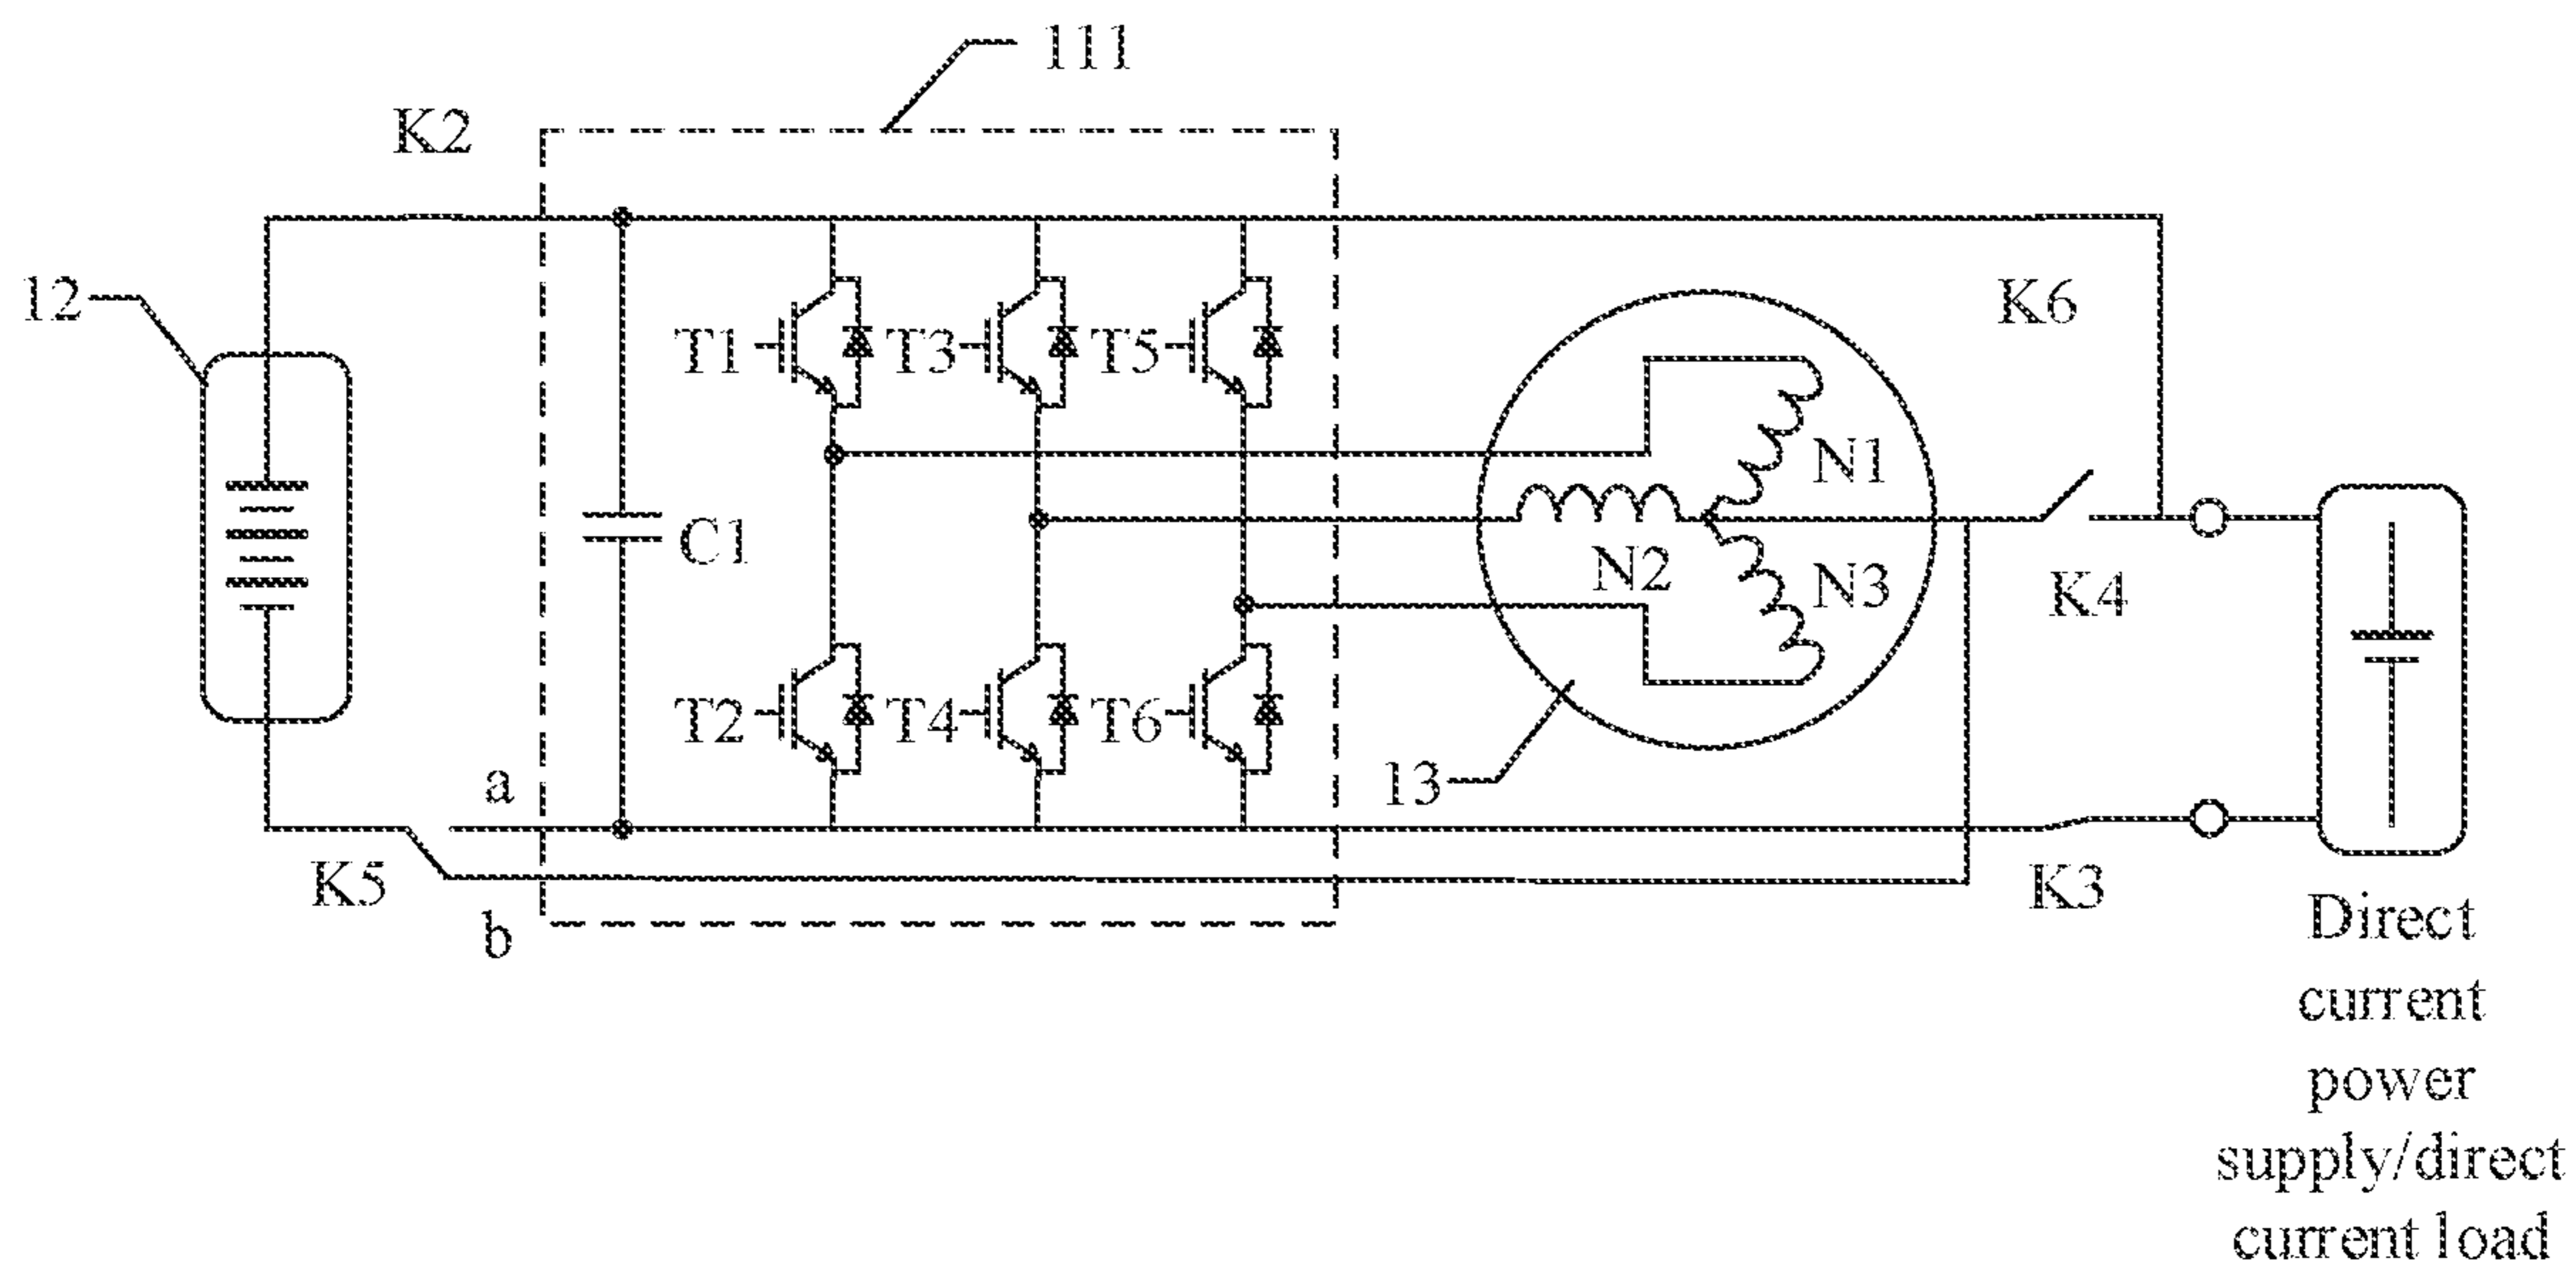 111
K2
12
K6
T1
T3
T5
N1
C1
N2
N3
K4
T2
T4
T6
a
13
K5
K3
b
Direct
current
power
supply/direct
current load